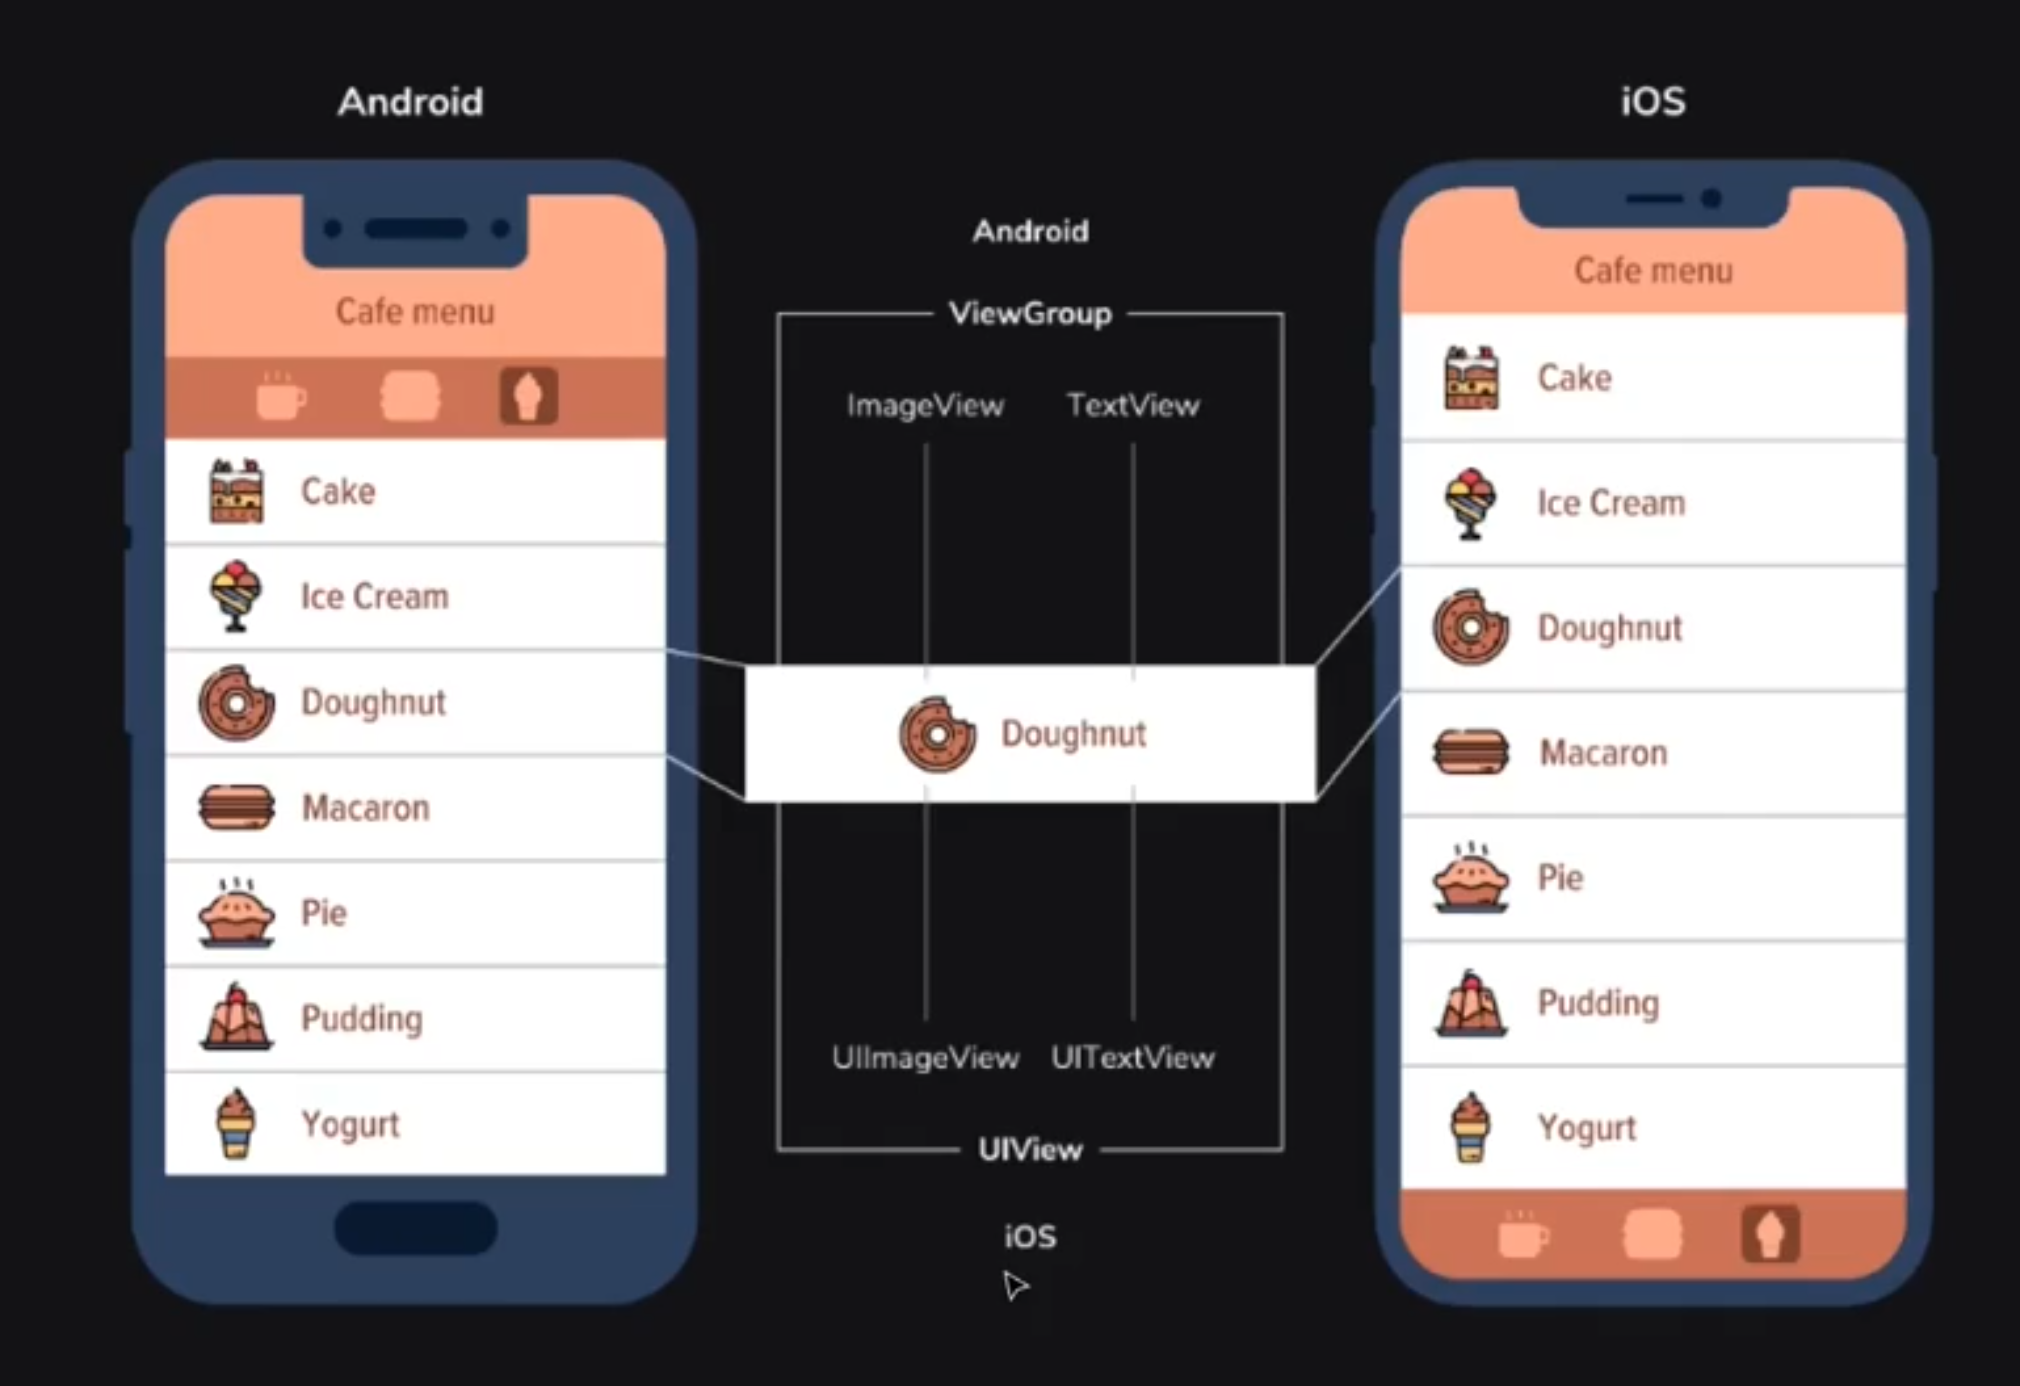 Android
Cafe menu
Cake
Ice Cream
Doughnut
Macaron
Pie
Pudding
Yogurt
Android
ViewGroup
ImageView TextView
Doughnut
UIImageView UITextView
UIView
iOS
iOS
Cafe menu
Cake
Ice Cream
Doughnut
Macaron
Pie
Pudding
Yogurt